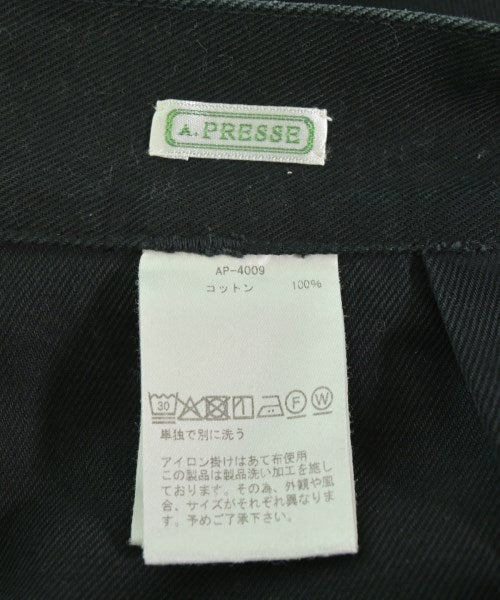 A.PRESSE
AP-4009
コットン 100%
30 F W
単独で別に洗う
アイロン掛けはあて布使用
この製品は製品洗い加工を施し
ております。その為、外観や風
合、サイズがそれぞれ異なりま
す。予めご了承下さい。